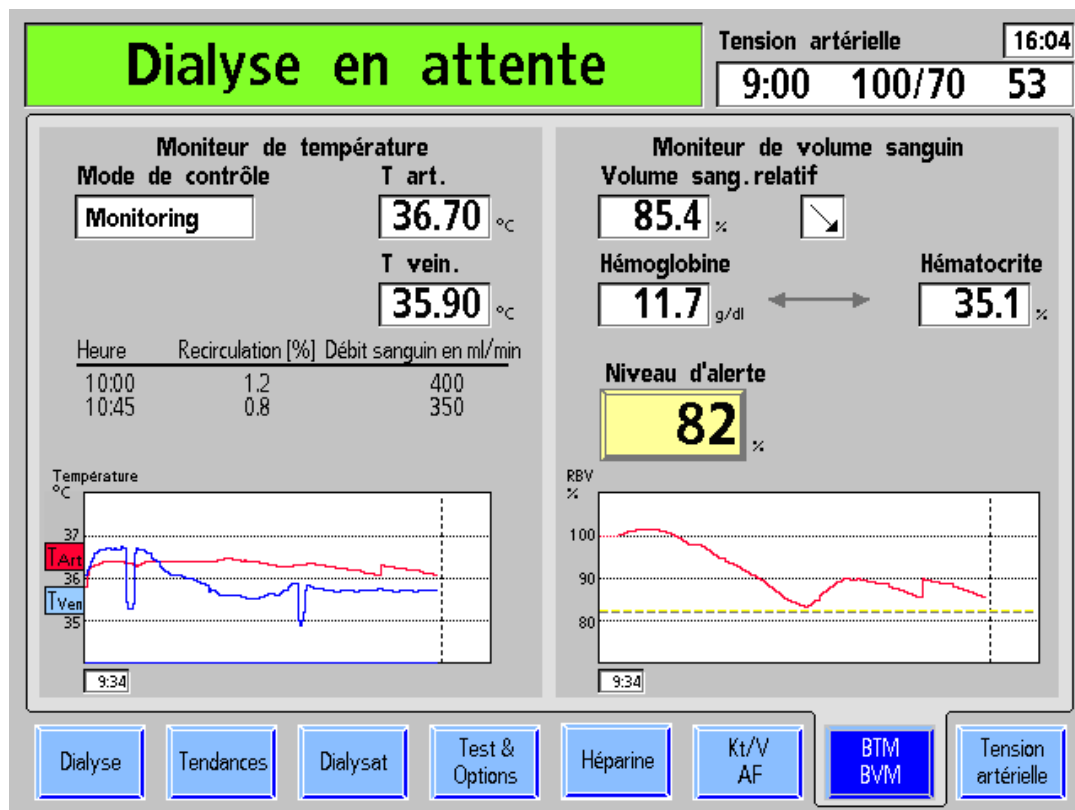 Dialyse en attente
Tension artérielle 16:04
9:00 100/70 53
Moniteur de température
Mode de contrôle T art.
Monitoring 36.70 °C
T vein.
35.90 °C
Heure Recirculation [%] Débit sanguin en ml/min
10:00 1.2 400
10:45 0.8 350
Température
°C
37
TArt
36
TVen
35
9:34
Moniteur de volume sanguin
Volume sang.relatif
85.4 %
Hémoglobine Hématocrite
11.7 g/dl 35.1 %
Niveau d'alerte
82 %
RBV
%
100
90
80
9:34
Dialyse
Tendances
Dialysat
Test &
Options
Héparine
Kt/V
AF
BTM
BVM
Tension
artérielle